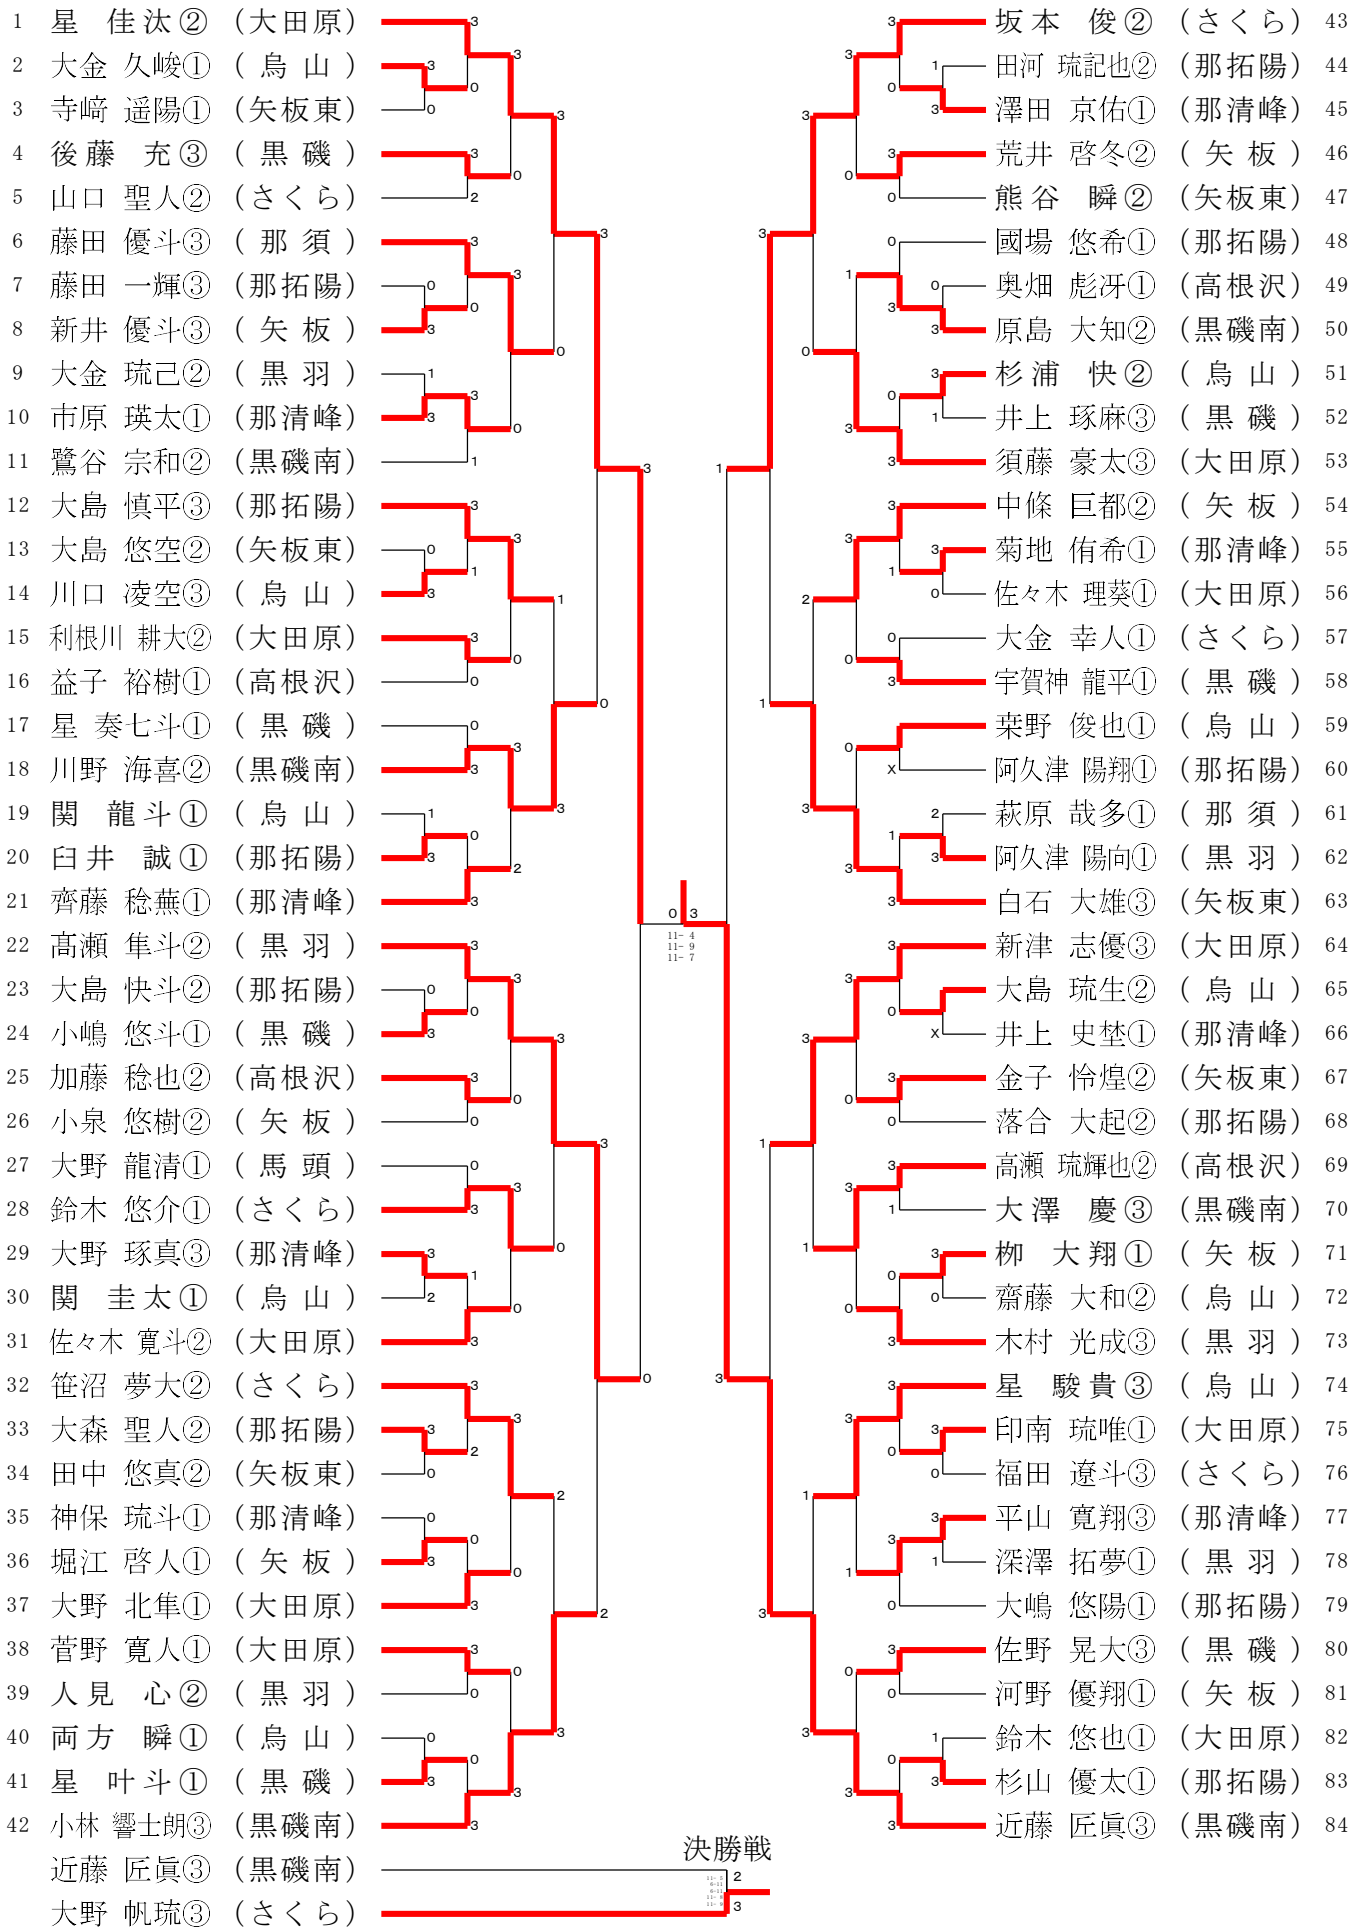 1 星 佳汰② (大田原)
2 大金 久峻① (烏山)
3 寺﨑 遥陽① (矢板東)
4 後藤 充③ (黒磯)
5 山口 聖人② (さくら)
6 藤田 優斗③ (那須)
7 藤田 一輝③ (那拓陽)
8 新井 優斗③ (矢板)
9 大金 琉己② (黒羽)
10 市原 瑛太① (那清峰)
11 鷺谷 宗和② (黒磯南)
12 大島 慎平③ (那拓陽)
13 大島 悠空② (矢板東)
14 川口 凌空③ (烏山)
15 利根川 耕大② (大田原)
16 益子 裕樹① (高根沢)
17 星 奏七斗① (黒磯)
18 川野 海喜② (黒磯南)
19 関 龍斗① (烏山)
20 臼井 誠① (那拓陽)
21 齊藤 稔蕪① (那清峰)
22 髙瀬 隼斗② (黒羽)
23 大島 快斗② (那拓陽)
24 小嶋 悠斗① (黒磯)
25 加藤 稔也② (高根沢)
26 小泉 悠樹② (矢板)
27 大野 龍清① (馬頭)
28 鈴木 悠介① (さくら)
29 大野 琢真③ (那清峰)
30 関 圭太① (烏山)
31 佐々木 寛斗② (大田原)
32 笹沼 夢大② (さくら)
33 大森 聖人② (那拓陽)
34 田中 悠真② (矢板東)
35 神保 琉斗① (那清峰)
36 堀江 啓人① (矢板)
37 大野 北隼① (大田原)
38 菅野 寛人① (大田原)
39 人見 心② (黒羽)
40 両方 瞬① (烏山)
41 星 叶斗① (黒磯)
42 小林 響士朗③ (黒磯南)
坂本 俊② (さくら) 43
田河 琉記也② (那拓陽) 44
澤田 京佑① (那清峰) 45
荒井 啓冬② (矢板) 46
熊谷 瞬② (矢板東) 47
國場 悠希① (那拓陽) 48
奥畑 彪冴① (高根沢) 49
原島 大知② (黒磯南) 50
杉浦 快② (烏山) 51
井上 琢麻③ (黒磯) 52
須藤 豪太③ (大田原) 53
中條 巨都② (矢板) 54
菊地 侑希① (那清峰) 55
佐々木 理葵① (大田原) 56
大金 幸人① (さくら) 57
宇賀神 龍平① (黒磯) 58
桒野 俊也① (烏山) 59
阿久津 陽翔① (那拓陽) 60
萩原 哉多① (那須) 61
阿久津 陽向① (黒羽) 62
白石 大雄③ (矢板東) 63
新津 志優③ (大田原) 64
大島 琉生② (烏山) 65
井上 史埜① (那清峰) 66
金子 怜煌② (矢板東) 67
落合 大起② (那拓陽) 68
高瀬 琉輝也② (高根沢) 69
大澤 慶③ (黒磯南) 70
栁 大翔① (矢板) 71
齋藤 大和② (烏山) 72
木村 光成③ (黒羽) 73
星 駿貴③ (烏山) 74
印南 琉唯① (大田原) 75
福田 遼斗③ (さくら) 76
平山 寛翔③ (那清峰) 77
深澤 拓夢① (黒羽) 78
大嶋 悠陽① (那拓陽) 79
佐野 晃大③ (黒磯) 80
河野 優翔① (矢板) 81
鈴木 悠也① (大田原) 82
杉山 優太① (那拓陽) 83
近藤 匠眞③ (黒磯南) 84
0 3
11- 4
11- 9
11- 7
決勝戦
近藤 匠眞③ (黒磯南) 2
大野 帆琉③ (さくら) 3